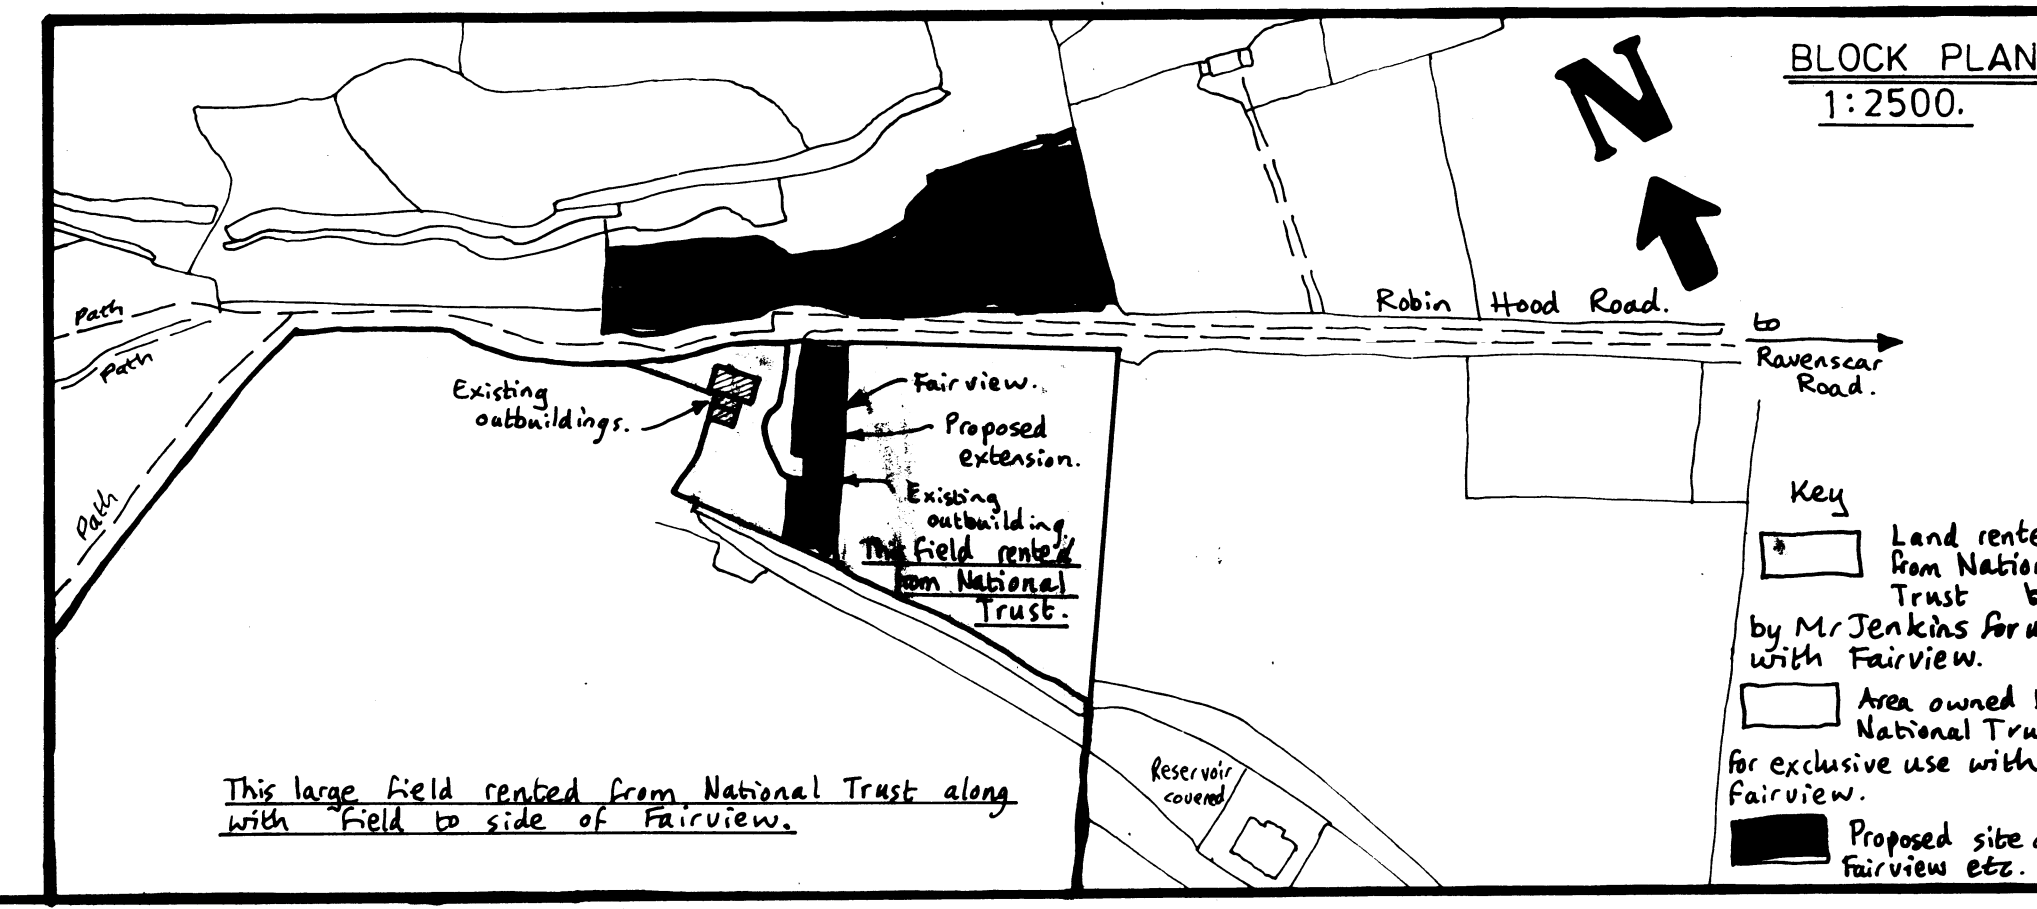 BLOCK PLAN
1:2500.
N
Robin Hood Road.
to
Ravenscar
Road.
Path
Path
Path
Existing
outbuildings.
Fairview.
Proposed
extension.
Existing
outbuilding.
This field rented
from National
Trust.
Key
Land rente
from Nation
Trust
by Mr Jenkins for u
with Fairview.
Area owned
National Tru
for exclusive use with
Fairview.
Proposed site
Fairview etc.
Reservoir
covered
This large field rented from National Trust along
with field to side of Fairview.